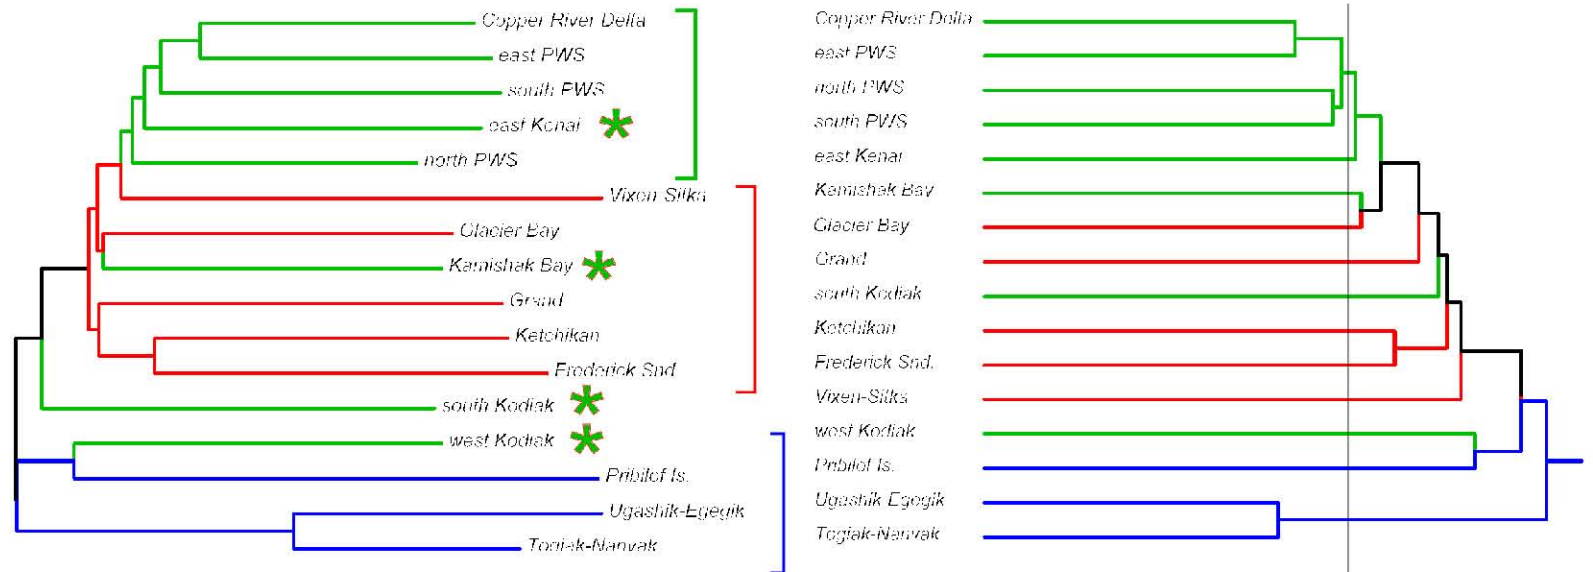 Copper River Delta
east PWS
south PWS
east Kenai
north PWS
Vixen-Sitka
Glacier Bay
Kamishak Bay
Grand
Ketchikan
Frederick Snd
south Kodiak
west Kodiak
Pribilof Is.
Ugashik-Egegik
Togiak-Nanvak
Copper River Delta
east PWS
north PWS
south PWS
east Kenai
Kamishak Bay
Glacier Bay
Grand
south Kodiak
Ketchikan
Frederick Snd.
Vixen-Sitka
west Kodiak
Pribilof Is.
Ugashik Egegik
Togiak-Nanvak